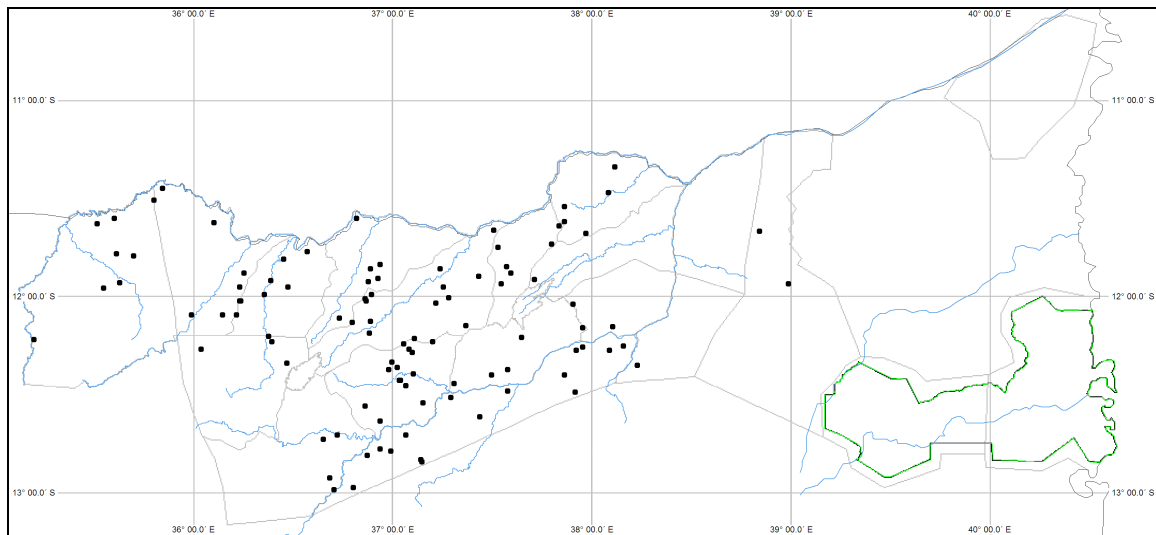 36° 00.0´ E 37° 00.0´ E 38° 00.0´ E 39° 00.0´ E 40° 00.0´ E
11° 00.0´ S 11° 00.0´ S
12° 00.0´ S 12° 00.0´ S
13° 00.0´ S 13° 00.0´ S
36° 00.0´ E 37° 00.0´ E 38° 00.0´ E 39° 00.0´ E 40° 00.0´ E